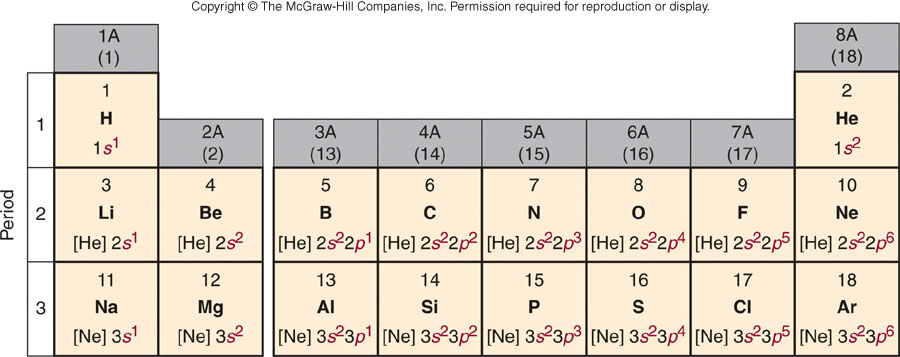 Copyright © The McGraw-Hill Companies, Inc. Permission required for reproduction or display.
1A 8A
(1) (18)
1 2
H He
1s¹ 1s²
2A 3A 4A 5A 6A 7A
(2) (13) (14) (15) (16) (17)
Period
1
2
3
3 4 5 6 7 8 9 10
Li Be B C N O F Ne
[He] 2s¹ [He] 2s² [He] 2s²2p¹ [He] 2s²2p² [He] 2s²2p³ [He] 2s²2p⁴ [He] 2s²2p⁵ [He] 2s²2p⁶
11 12 13 14 15 16 17 18
Na Mg Al Si P S Cl Ar
[Ne] 3s¹ [Ne] 3s² [Ne] 3s²3p¹ [Ne] 3s²3p² [Ne] 3s²3p³ [Ne] 3s²3p⁴ [Ne] 3s²3p⁵ [Ne] 3s²3p⁶